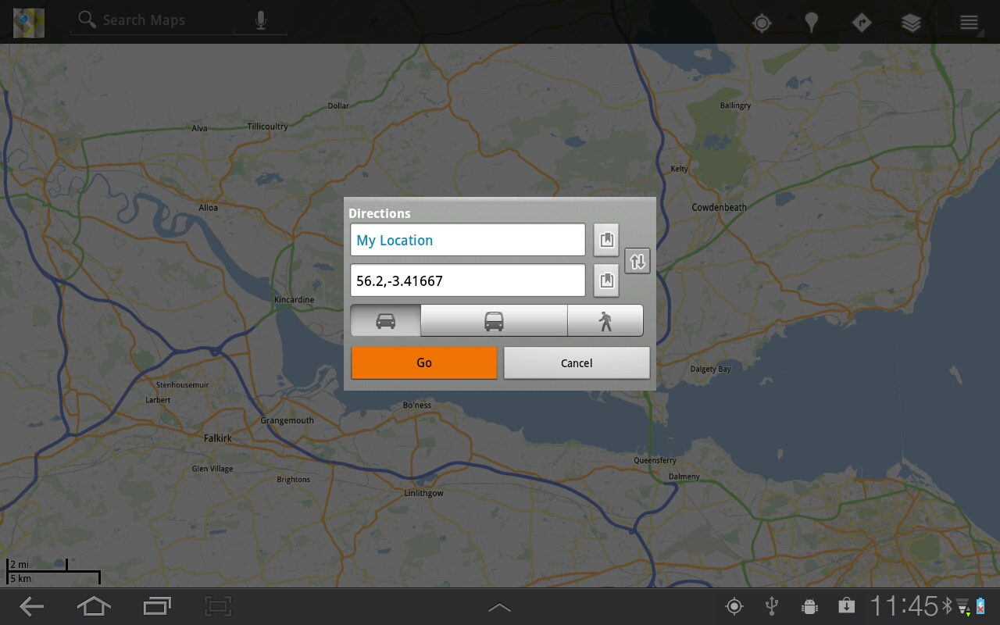 Search Maps
Dollar
Ballingry
Alva
Tillicoultry
Kelty
Alloa
Cowdenbeath
Directions
My Location
56.2,-3.41667
Kincardine
Go
Cancel
Dalgety Bay
Stenhousemuir
Larbert
Bo'ness
Grangemouth
Falkirk
Queensferry
Glen Village
Brightons
Dalmeny
Linlithgow
2 mi
5 km
11:45